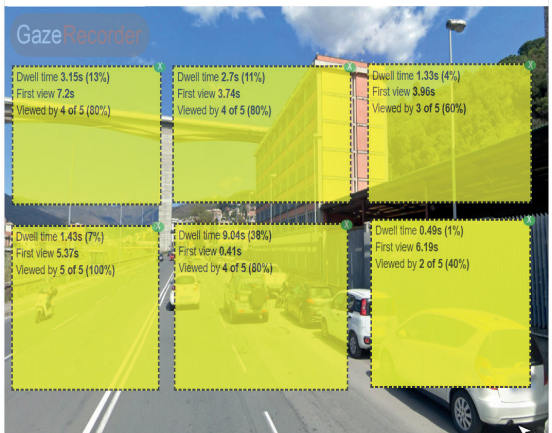 GazeRecorder
Dwell time 3.15s (13%)
First view 7.2s
Viewed by 4 of 5 (80%)
X
Dwell time 2.7s (11%)
First view 3.74s
Viewed by 4 of 5 (80%)
X
Dwell time 1.33s (4%)
First view 3.96s
Viewed by 3 of 5 (60%)
X
Dwell time 1.43s (7%)
First view 5.37s
Viewed by 5 of 5 (100%)
X
Dwell time 9.04s (38%)
First view 0.41s
Viewed by 4 of 5 (80%)
X
Dwell time 0.49s (1%)
First view 6.19s
Viewed by 2 of 5 (40%)
X